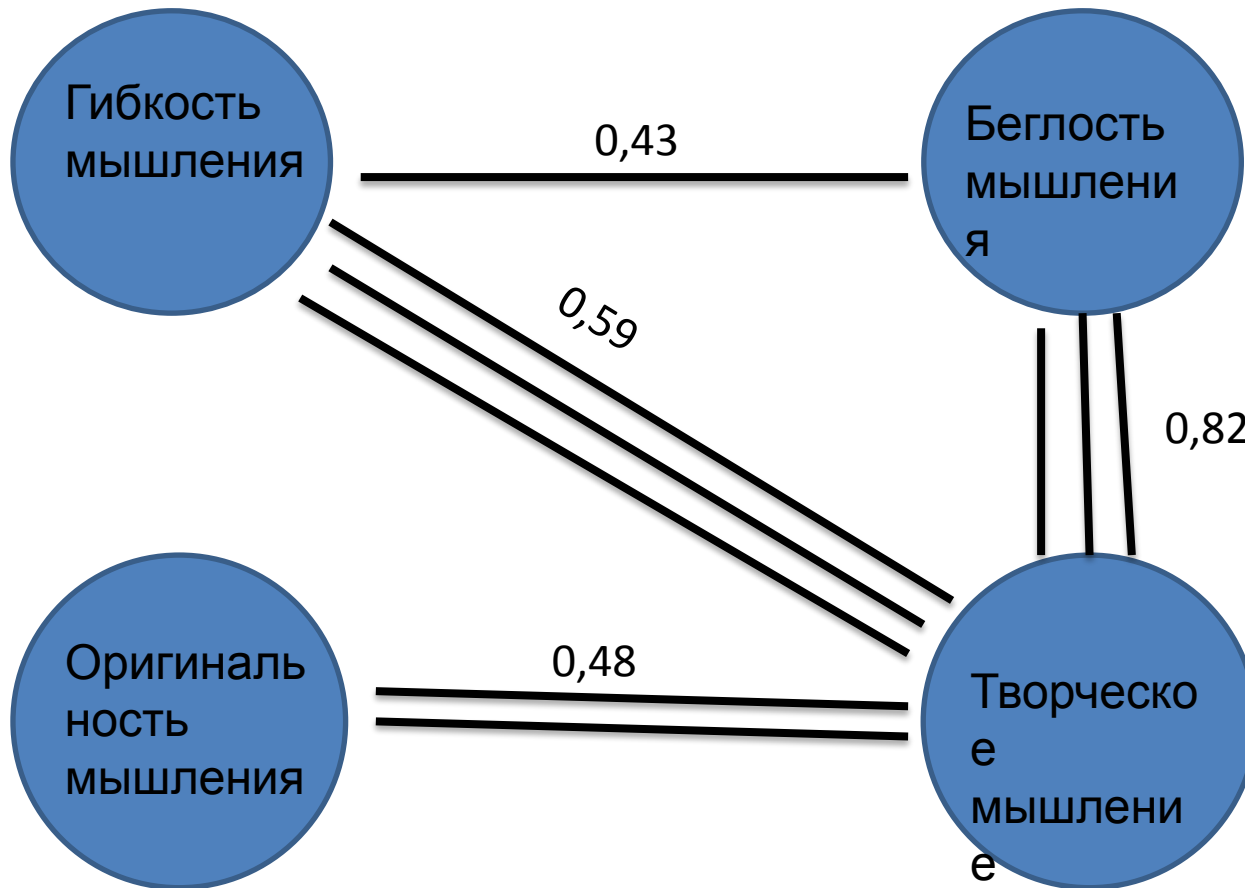 Гибкость
мышления
0,43
Беглость
мышлени
я
0,59
0,82
Оригиналь
ность
мышления
0,48
Творческо
е
мышлени
е